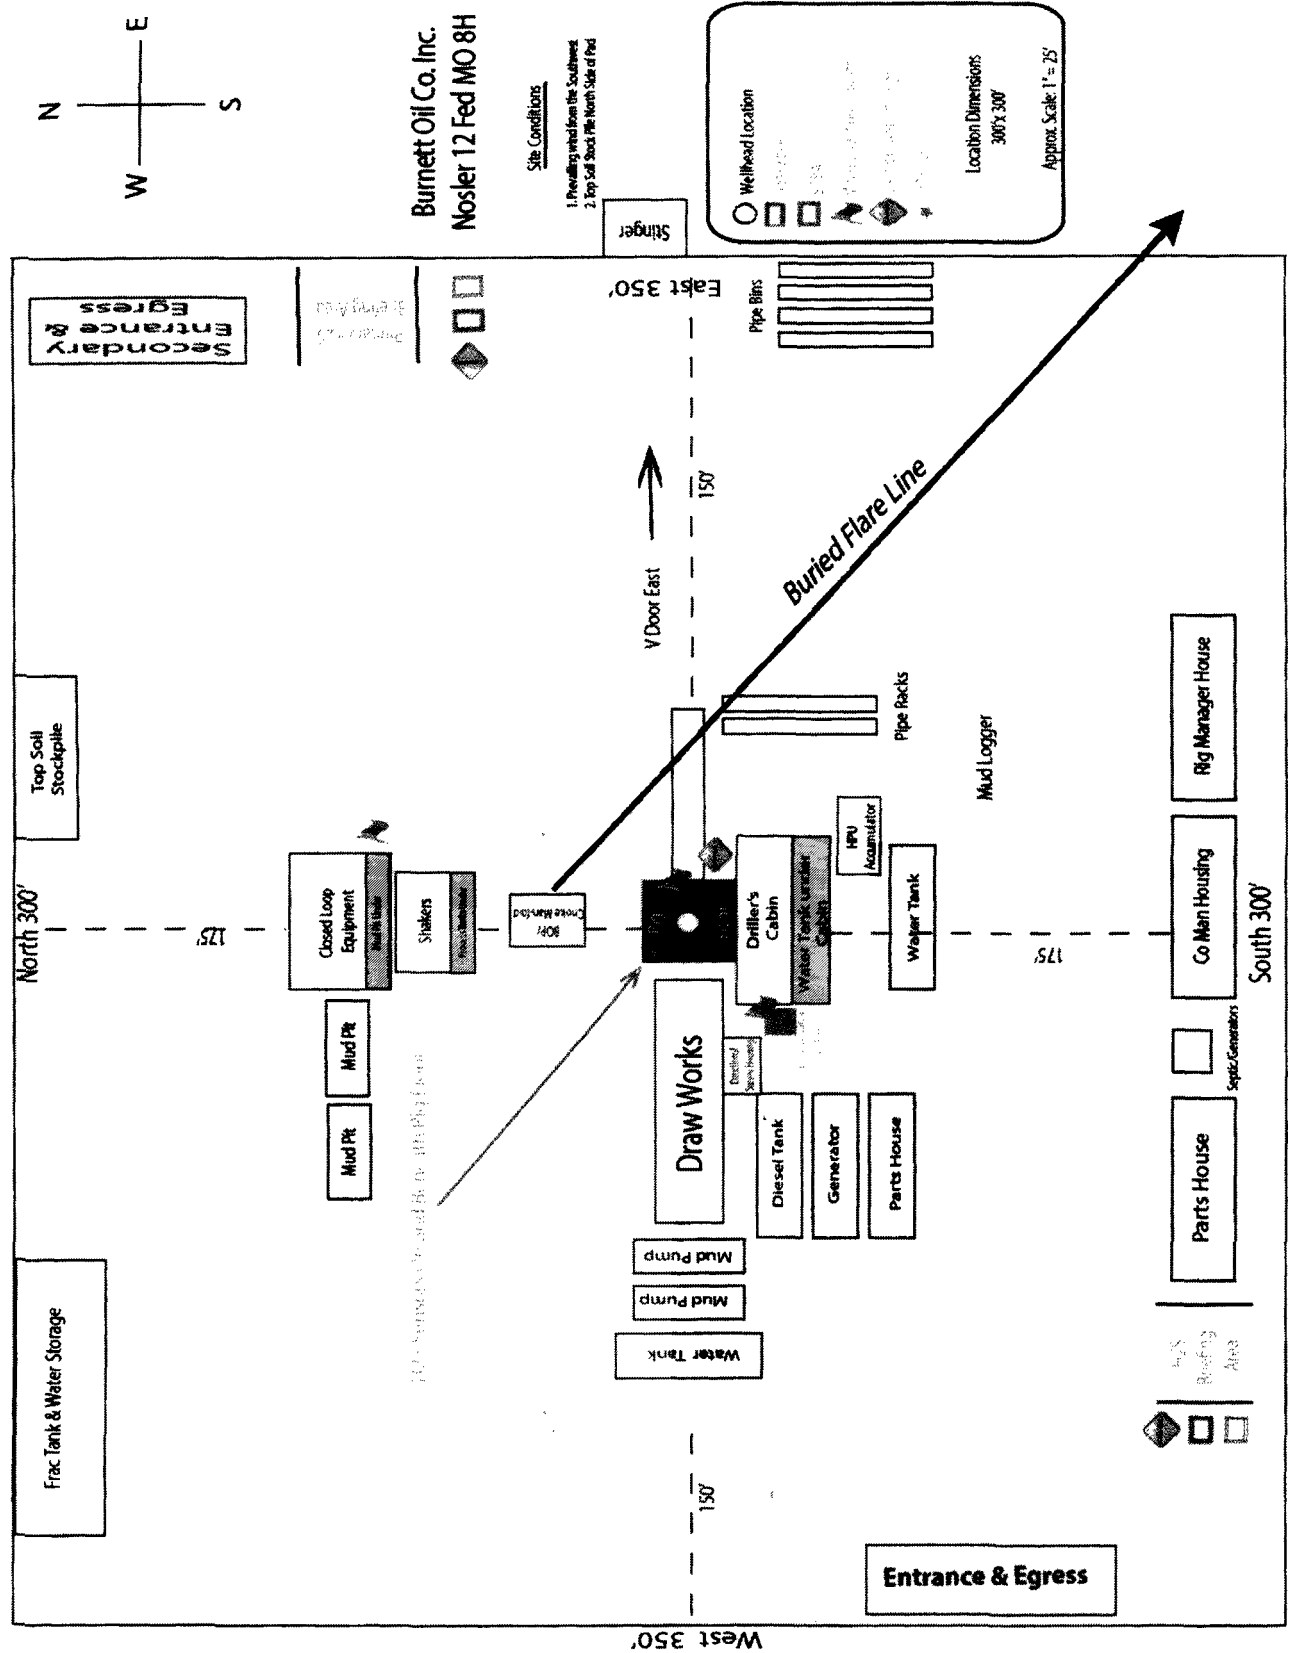 N
E
W
S
Burnett Oil Co. Inc.
Nosler 12 Fed MO 8H
Site Conditions
1. Prevailing wind from the Southwest
2. Top Soil Stock Pile North Side of Pad
Wellhead Location
Location Dimensions
300'x 300'
Approx. Scale: 1" = 25'
Stinger
Secondary
Entrance &
Egress
East 350'
Pipe Bins
150'
V Door East
Buried Flare Line
Top Soil
Stockpile
North 300'
175'
Closed Loop
Equipment
Shakers
BOP/
Choke Manifold
Driller's
Cabin
Water Tank under
Cabin
HPU
Accumulator
Water Tank
Pipe Racks
Mud Logger
175'
Rig Manager House
Co Man Housing
South 300'
Septic/Generators
Parts House
Mud Pit
Mud Pit
Draw Works
Diesel Tank
Generator
Parts House
Mud Pump
Mud Pump
Water Tank
Frac Tank & Water Storage
H2S
Briefing
Area
150'
Entrance & Egress
West 350'